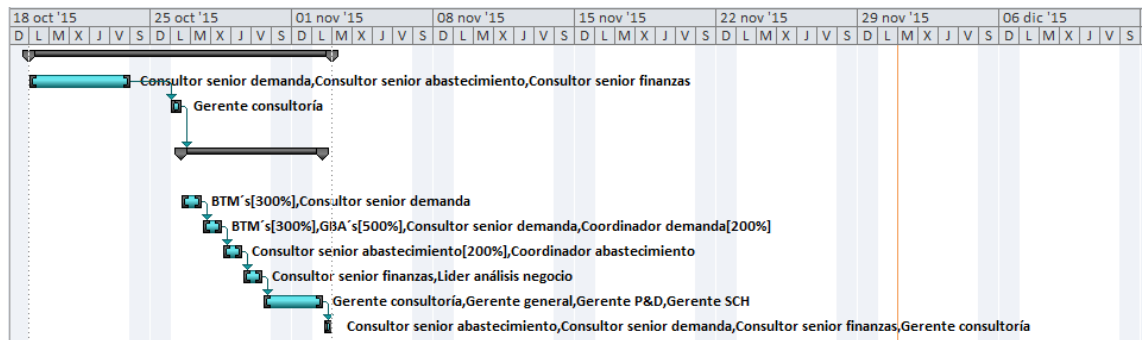 18 oct '15 25 oct '15 01 nov '15 08 nov '15 15 nov '15 22 nov '15 29 nov '15 06 dic '15
D L M X J V S D L M X J V S D L M X J V S D L M X J V S D L M X J V S D L M X J V S D L M X J V S D L M X J V S
Consultor senior demanda,Consultor senior abastecimiento,Consultor senior finanzas
Gerente consultoría
BTM´s[300%],Consultor senior demanda
BTM´s[300%],GBA´s[500%],Consultor senior demanda,Coordinador demanda[200%]
Consultor senior abastecimiento[200%],Coordinador abastecimiento
Consultor senior finanzas,Lider análisis negocio
Gerente consultoría,Gerente general,Gerente P&D,Gerente SCH
Consultor senior abastecimiento,Consultor senior demanda,Consultor senior finanzas,Gerente consultoría